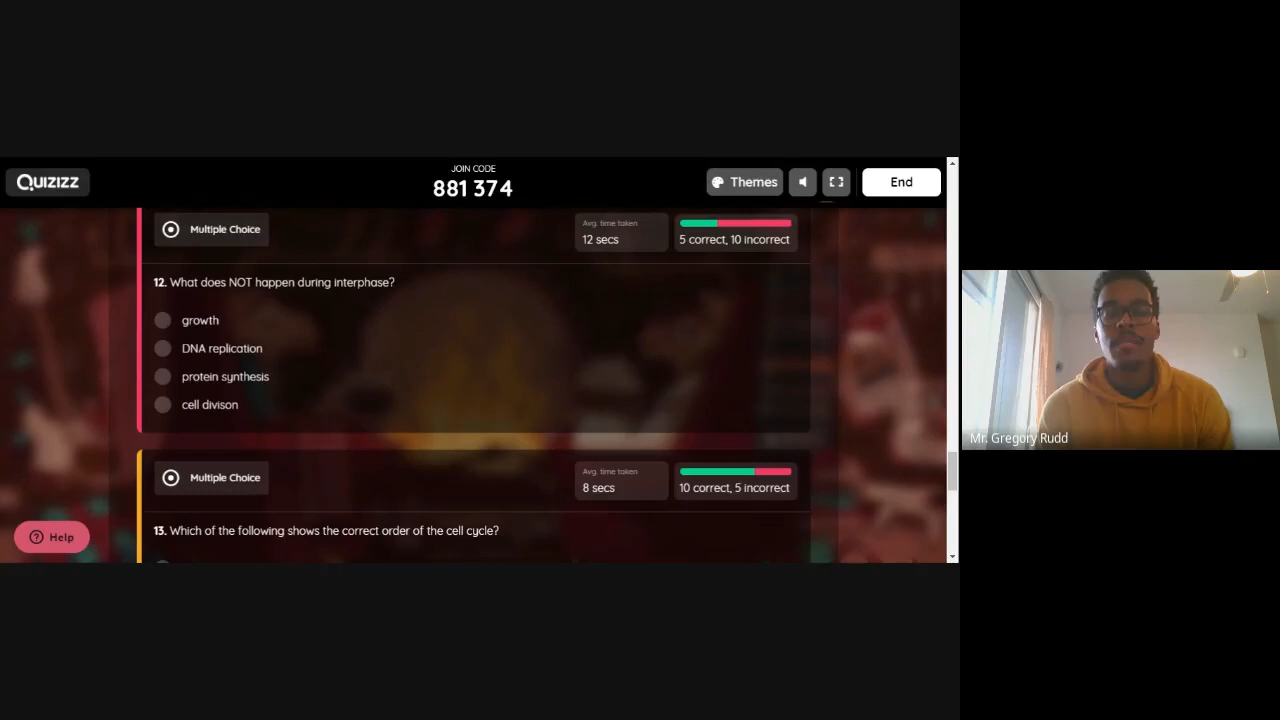 QUIZIZZ
JOIN CODE
881 374
Themes
End
Multiple Choice
Avg. time taken
12 secs
5 correct, 10 incorrect
12. What does NOT happen during interphase?
growth
DNA replication
protein synthesis
cell divison
Multiple Choice
Avg. time taken
8 secs
10 correct, 5 incorrect
13. Which of the following shows the correct order of the cell cycle?
Help
Mr. Gregory Rudd